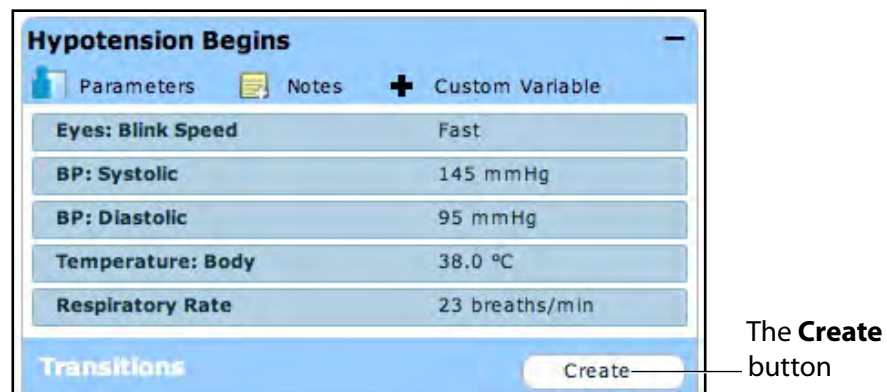 Hypotension Begins
Parameters Notes Custom Variable
Eyes: Blink Speed Fast
BP: Systolic 145 mmHg
BP: Diastolic 95 mmHg
Temperature: Body 38.0 °C
Respiratory Rate 23 breaths/min
Transitions Create
The Create
button